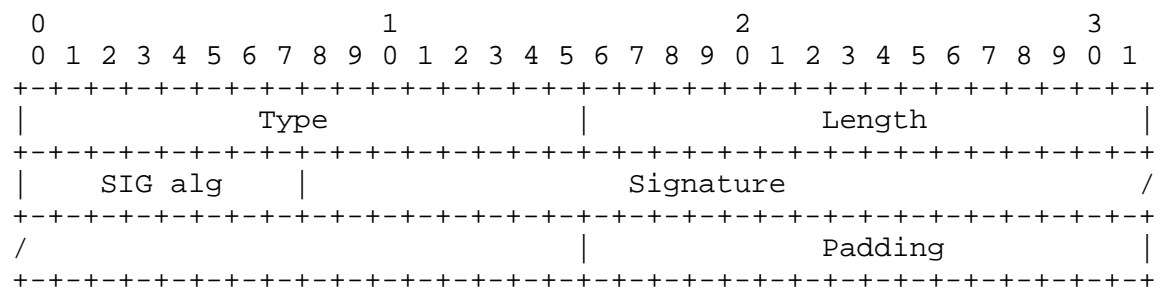 0                   1                   2                   3
 0 1 2 3 4 5 6 7 8 9 0 1 2 3 4 5 6 7 8 9 0 1 2 3 4 5 6 7 8 9 0 1
+-+-+-+-+-+-+-+-+-+-+-+-+-+-+-+-+-+-+-+-+-+-+-+-+-+-+-+-+-+-+-+-+
|             Type              |             Length            |
+-+-+-+-+-+-+-+-+-+-+-+-+-+-+-+-+-+-+-+-+-+-+-+-+-+-+-+-+-+-+-+-+
|    SIG alg    |                  Signature                    /
+-+-+-+-+-+-+-+-+-+-+-+-+-+-+-+-+-+-+-+-+-+-+-+-+-+-+-+-+-+-+-+-+
/                               |             Padding           |
+-+-+-+-+-+-+-+-+-+-+-+-+-+-+-+-+-+-+-+-+-+-+-+-+-+-+-+-+-+-+-+-+